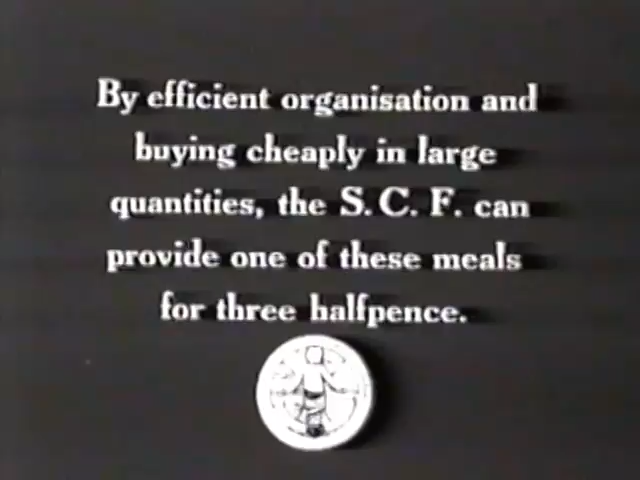 By efficient organisation and
buying cheaply in large
quantities, the S. C. F. can
provide one of these meals
for three halfpence.